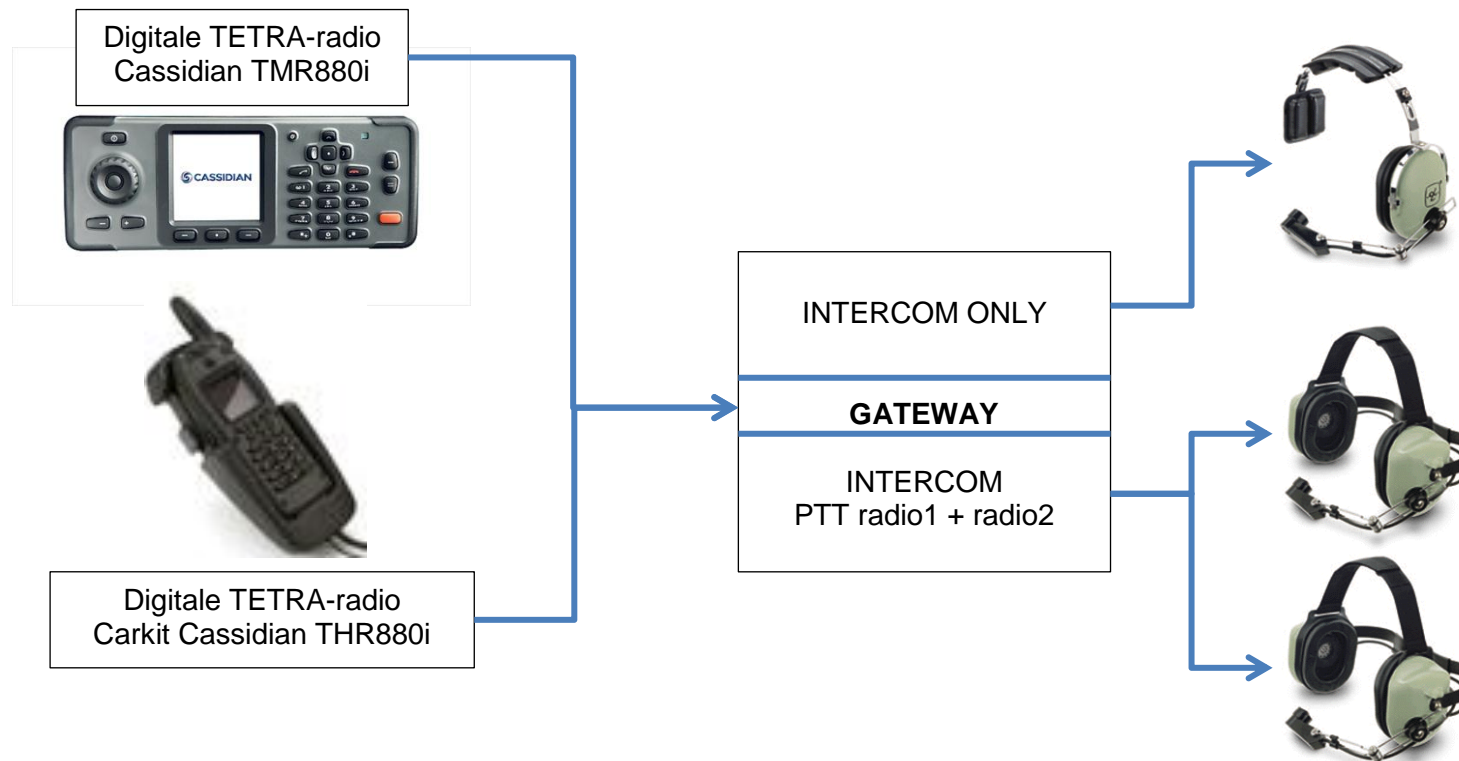 Digitale TETRA-radio
Cassidian TMR880i
CASSIDIAN
INTERCOM ONLY
GATEWAY
INTERCOM
PTT radio1 + radio2
Digitale TETRA-radio
Carkit Cassidian THR880i